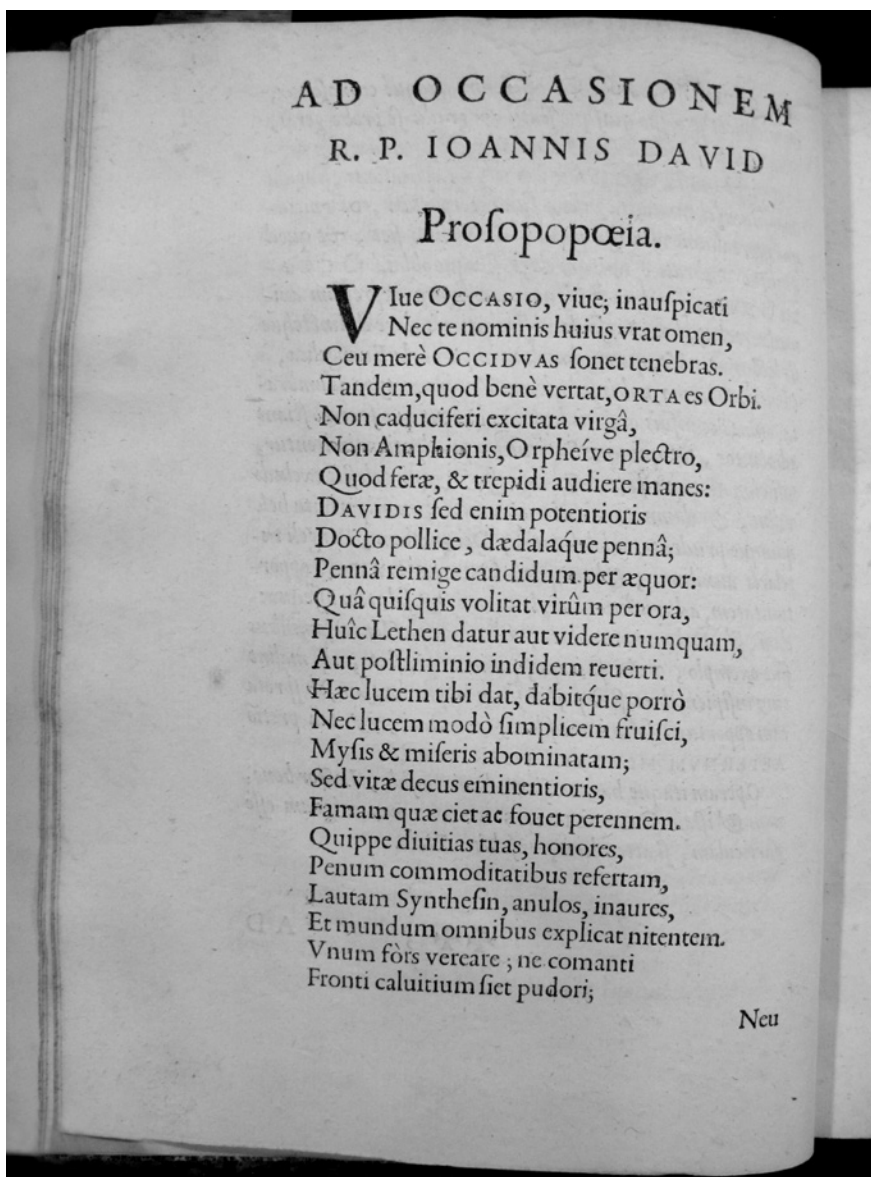 AD OCCASIONEM
R. P. IOANNIS DAVID
Proſopopœia.
VIue OCCASIO, viue; inauſpicati
Nec te nominis huius vrat omen,
Ceu merè OCCIDVAS ſonet tenebras.
Tandem, quod benè vertat, ORTA es Orbi.
Non caduciferi excitata virgâ,
Non Amphionis, Orpheíve plectro,
Quod feræ, & trepidi audiere manes:
DAVIDIS ſed enim potentioris
Docto pollice, dædalaq́ue pennâ;
Pennâ remige candidum per æquor:
Quâ quiſquis volitat virûm per ora,
Huîc Lethen datur aut videre numquam,
Aut poſtliminio indidem reuerti.
Hæc lucem tibi dat, dabitq́ue porrò
Nec lucem modò ſimplicem fruiſci,
Myſis & miſeris abominatam;
Sed vitæ decus eminentioris,
Famam quæ ciet ac fouet perennem.
Quippe diuitias tuas, honores,
Penum commoditatibus refertam,
Lautam Syntheſin, anulos, inaures,
Et mundum omnibus explicat nitentem.
Vnum fòrs vereare; ne comanti
Fronti caluitium ſiet pudori;
Neu